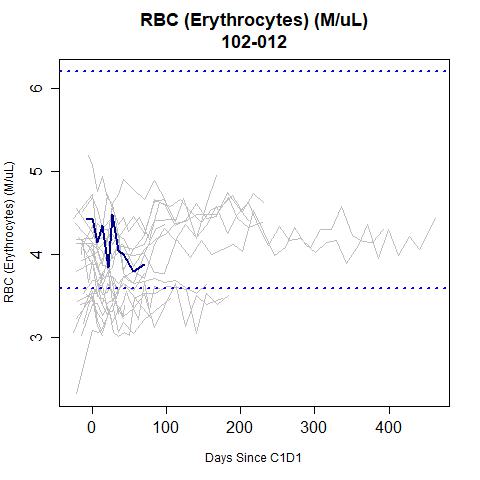 RBC (Erythrocytes) (M/uL)
102-012
RBC (Erythrocytes) (M/uL)
6
5
4
3
0 100 200 300 400
Days Since C1D1